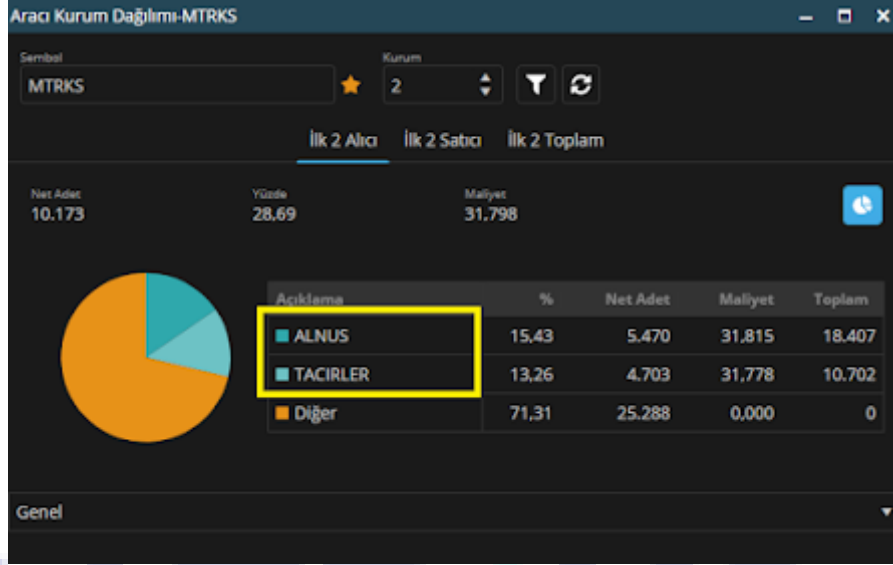 Aracı Kurum Dağılımı-MTRKS
Sembol Kurum
MTRKS 2
İlk 2 Alıcı İlk 2 Satıcı İlk 2 Toplam
Net Adet Yüzde Maliyet
10.173 28,69 31,798
Açıklama % Net Adet Maliyet Toplam
ALNUS 15,43 5.470 31,815 18.407
TACIRLER 13,26 4.703 31,778 10.702
Diğer 71,31 25.288 0,000 0
Genel